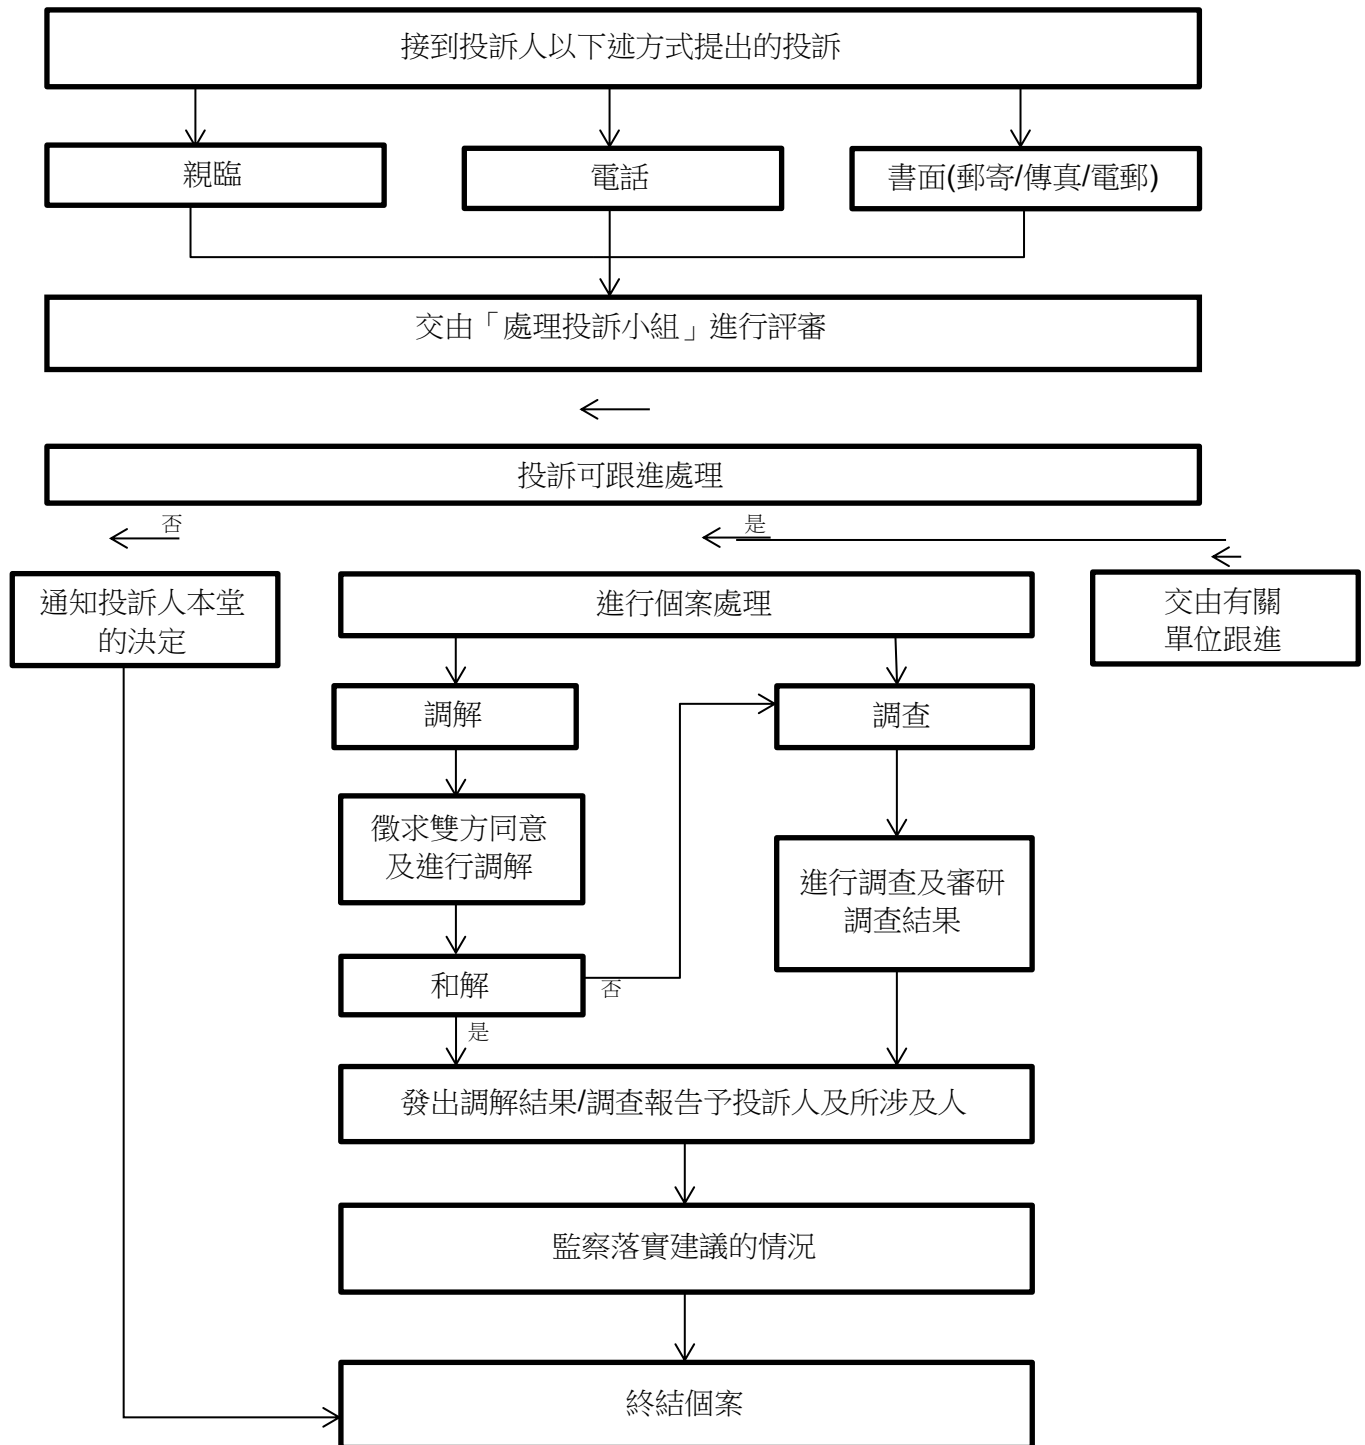 接到投訴人以下述方式提出的投訴
親臨
電話
書面(郵寄/傳真/電郵)
交由「處理投訴小組」進行評審
投訴可跟進處理
否
是
通知投訴人本堂
的決定
進行個案處理
交由有關
單位跟進
調解
調查
徵求雙方同意
及進行調解
進行調查及審研
調查結果
和解
否
是
發出調解結果/調查報告予投訴人及所涉及人
監察落實建議的情況
終結個案